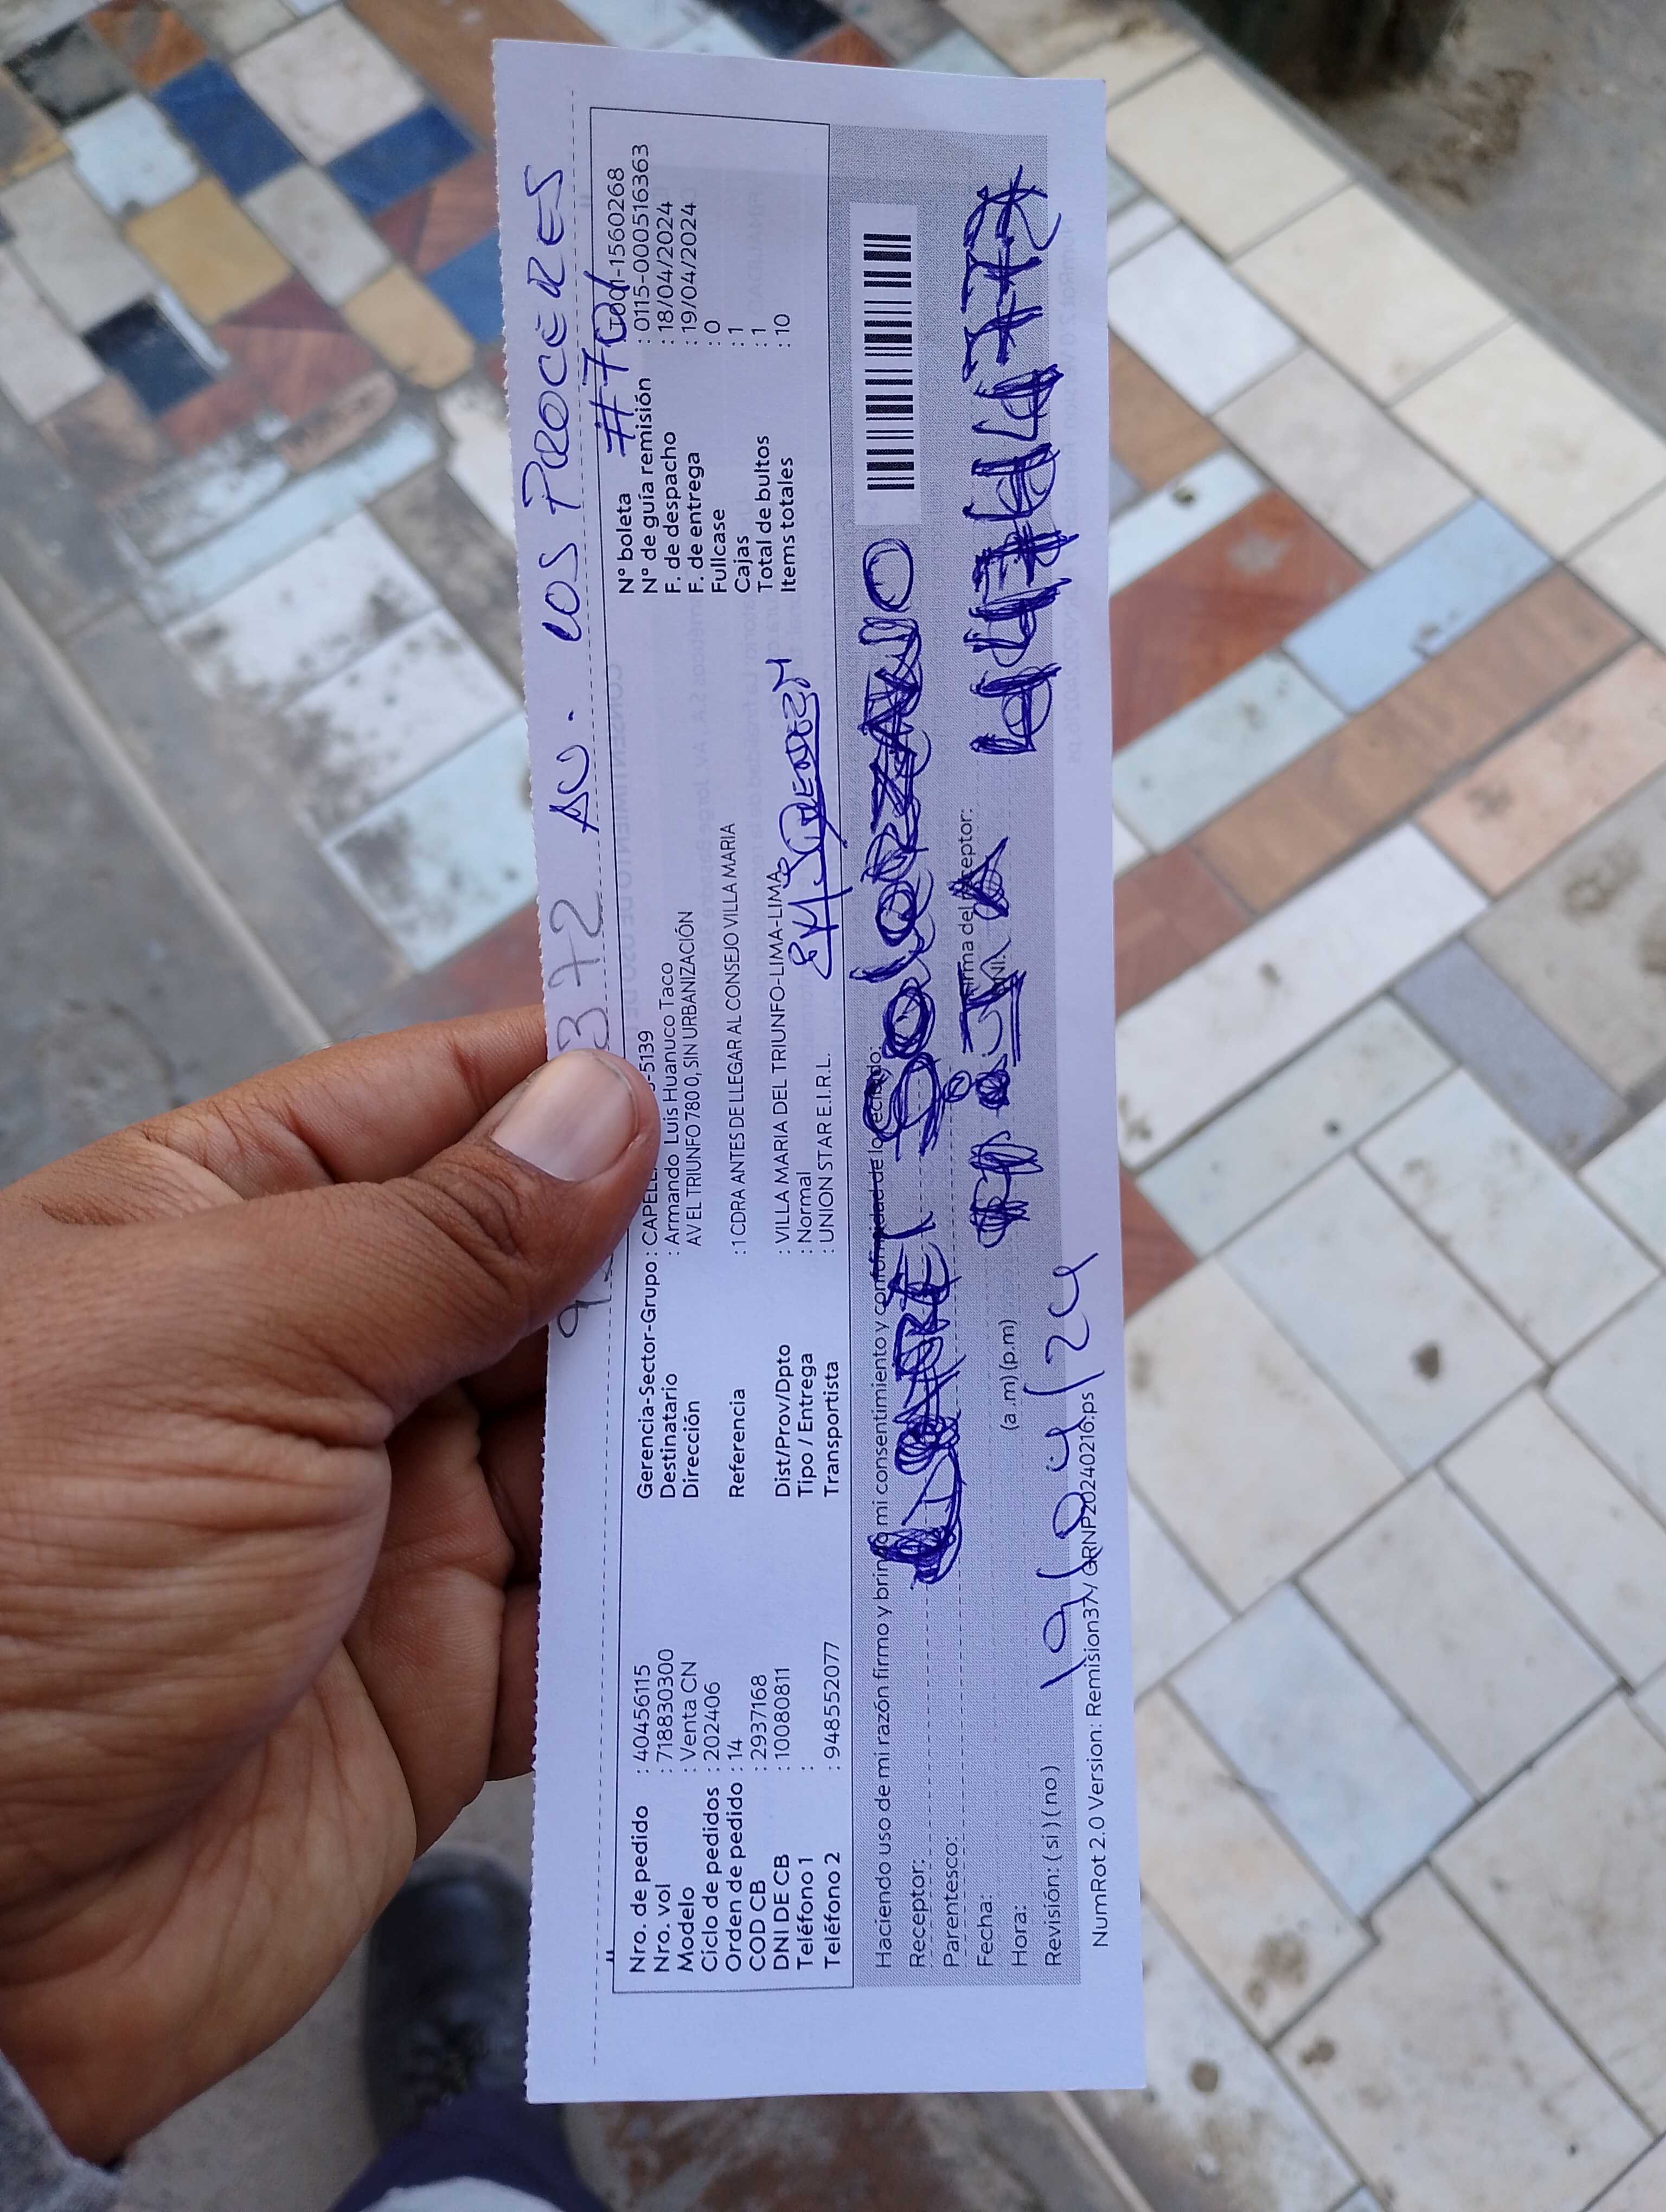 372 AV. LOS PROCERES
#70
Nro. de pedido : 40456115
Nro. vol : 718830300
Modelo : Venta CN
Ciclo de pedidos : 202406
Orden de pedido : 14
COD CB : 2937168
DNI DE CB : 10080811
Teléfono 1 :
Teléfono 2 : 948552077
Gerencia-Sector-Grupo : 5139
Destinatario : Armando Luis Huanuco Taco
Dirección AV EL TRIUNFO 780 0, SIN URBANIZACIÓN
Referencia : 1 CDRA ANTES DE LLEGAR AL CONSEJO VILLA MARIA
Dist/Prov/Dpto : VILLA MARIA DEL TRIUNFO-LIMA-LIMA
Tipo / Entrega : Normal
Transportista : UNION STAR E.I.R.L.
N° boleta -1560268
N° de guía remisión : 0115-000516363
F. de despacho : 18/04/2024
F. de entrega : 19/04/2024
Fullcase : 0
Cajas : 1
Total de bultos : 1
Items totales : 10
Haciendo uso de mi razón firmo y brindo mi consentimiento y conformidad de lo recibido:
Receptor: Solorzano
Parentesco:
Firma del receptor:
Fecha:
DNI:
Hora: (a.m) (p.m)
19/04/24
Revisión: ( si ) ( no )
NumRot 2.0 Version: Remision37V GRNP20240216.ps